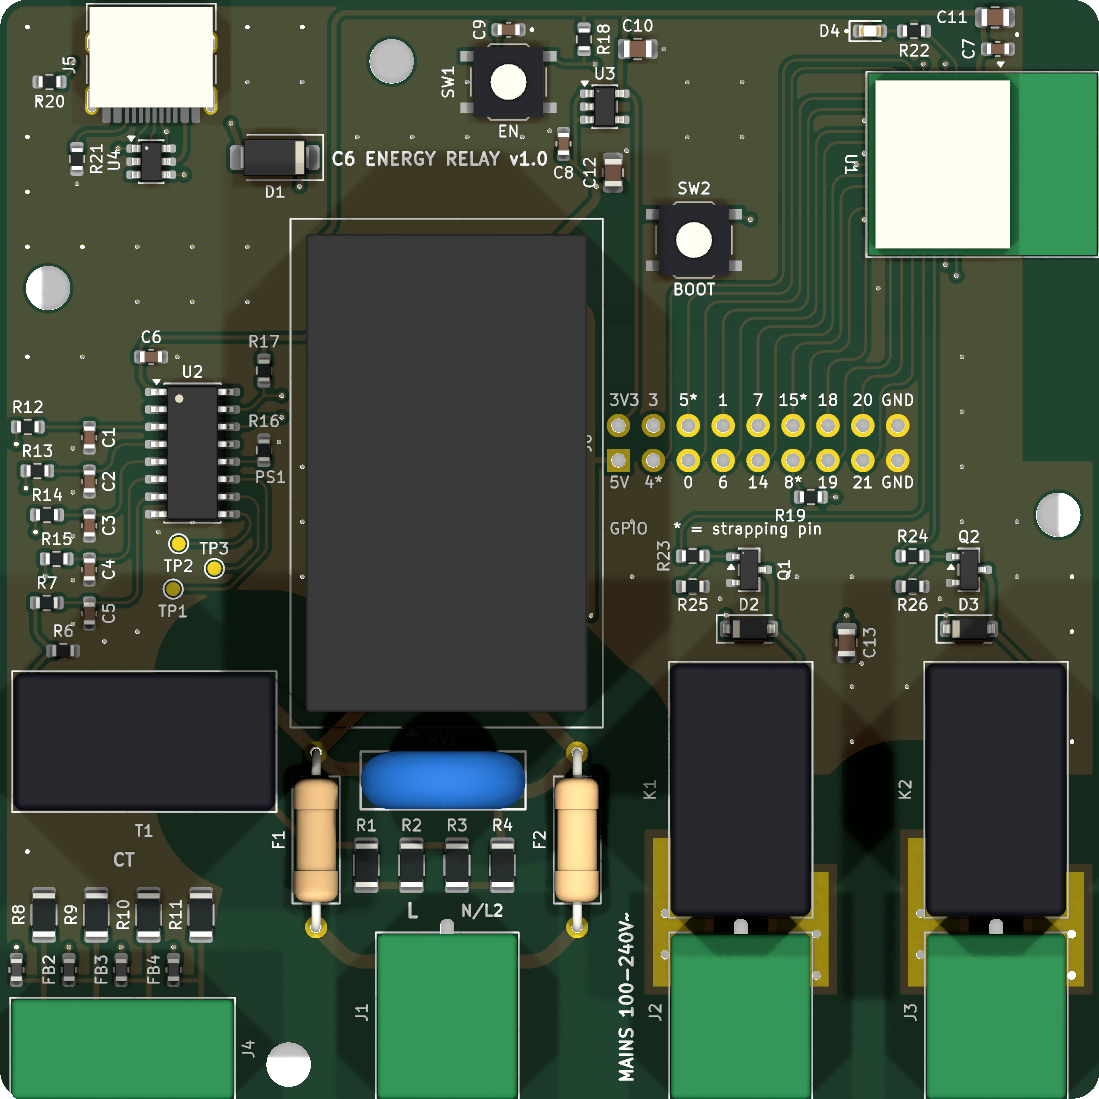 C9
C10
R18
D4
R22
C11
C7
J5
R20
SW1
EN
U3
R21
U4
D1
C6 ENERGY RELAY v1.0
C8
C12
U1
SW2
BOOT
C6
U2
R17
R16
PS1
R12
R13
R14
R15
R7
R6
C1
C2
C3
C4
C5
TP2
TP3
TP1
3V3 3 5* 1 7 15* 18 20 GND
5V 4* 0 6 14 8* 19 21 GND
R19
GPIO * = strapping pin
R23
R25
Q1
D2
R24
R26
Q2
D3
C13
RV1
T1
CT
F1
F2
R1 R2 R3 R4
K1
K2
L N/L2
R8 R9 R10 R11
FB2 FB3 FB4
J4
J1
MAINS 100-240V~
J2
J3